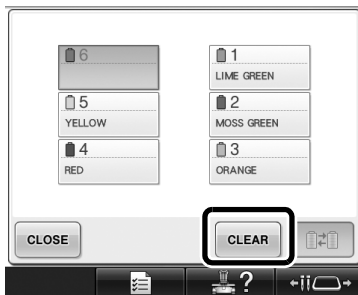 6
1
LIME GREEN
5
YELLOW
2
MOSS GREEN
4
RED
3
ORANGE
CLOSE
CLEAR
?